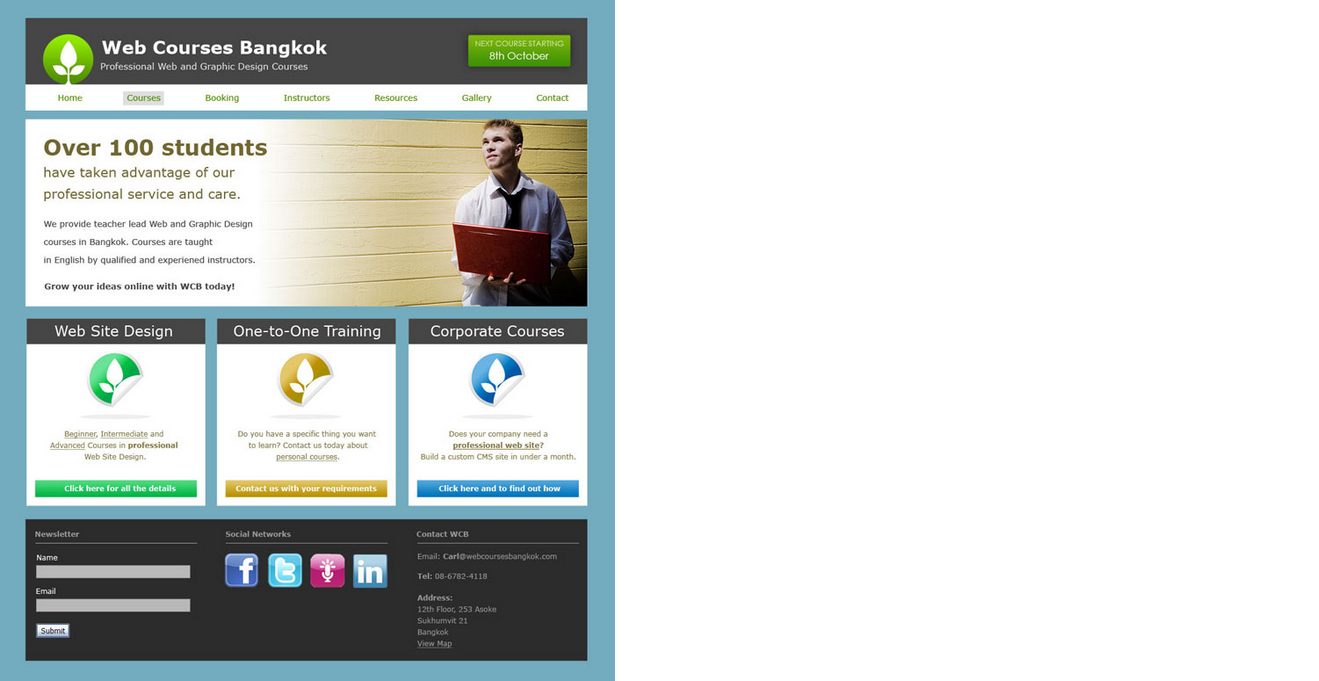 Web Courses Bangkok
Professional Web and Graphic Design Courses
NEXT COURSE STARTING
8th October
Home Courses Booking Instructors Resources Gallery Contact
Over 100 students
have taken advantage of our
professional service and care.
We provide teacher lead Web and Graphic Design
courses in Bangkok. Courses are taught
in English by qualified and experiened instructors.
Grow your ideas online with WCB today!
Web Site Design
Beginner, Intermediate and
Advanced Courses in professional
Web Site Design.
Click here for all the details
One-to-One Training
Do you have a specific thing you want
to learn? Contact us today about
personal courses.
Contact us with your requirements
Corporate Courses
Does your company need a
professional web site?
Build a custom CMS site in under a month.
Click here and to find out how
Newsletter
Name
Email
Submit
Social Networks
f
t
in
Contact WCB
Email: Carl@webcoursesbangkok.com
Tel: 08-6782-4118
Address:
12th Floor, 253 Asoke
Sukhumvit 21
Bangkok
View Map